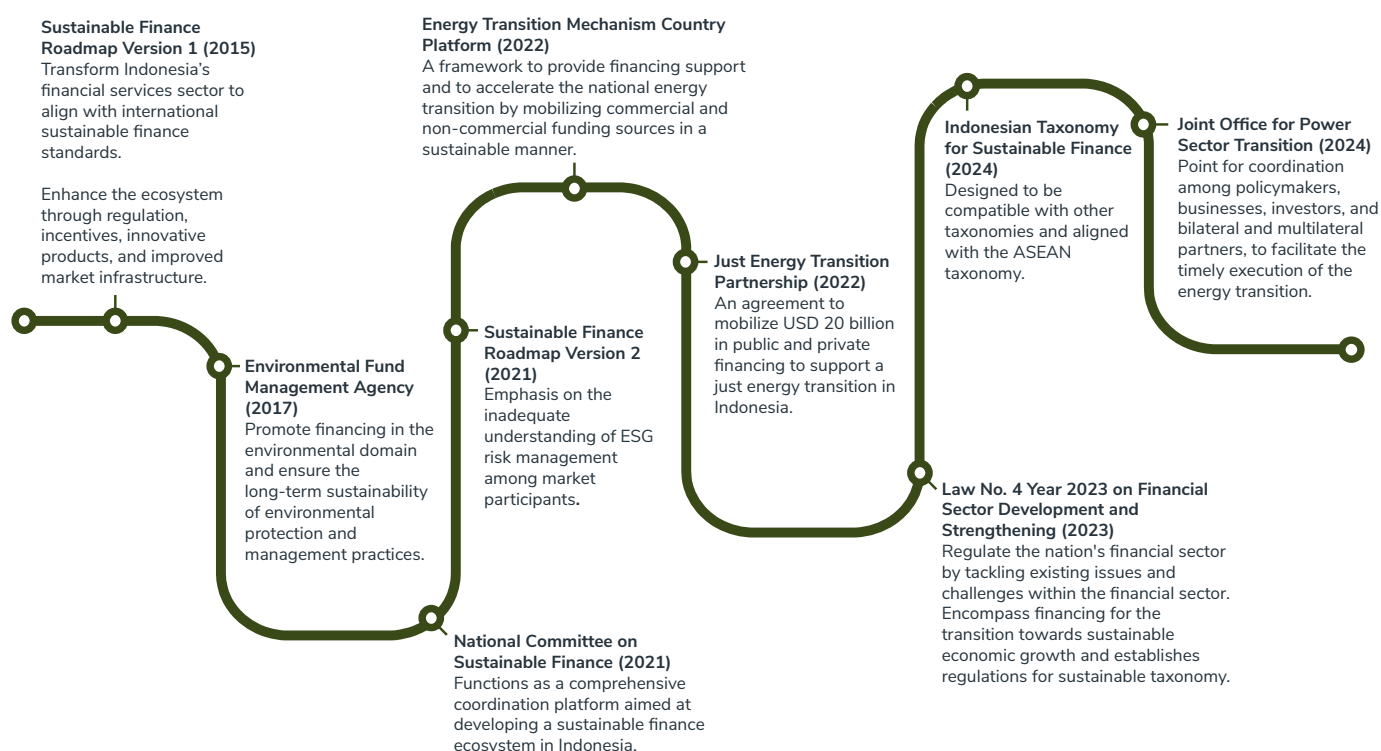 Sustainable Finance
Roadmap Version 1 (2015)
Transform Indonesia's
financial services sector to
align with international
sustainable finance
standards.
Enhance the ecosystem
through regulation,
incentives, innovative
products, and improved
market infrastructure.
Environmental Fund
Management Agency
(2017)
Promote financing in the
environmental domain
and ensure the
long-term sustainability
of environmental
protection and
management practices.
National Committee on
Sustainable Finance (2021)
Functions as a comprehensive
coordination platform aimed at
developing a sustainable finance
ecosystem in Indonesia.
Sustainable Finance
Roadmap Version 2
(2021)
Emphasis on the
inadequate
understanding of ESG
risk management
among market
participants.
Energy Transition Mechanism Country
Platform (2022)
A framework to provide financing support
and to accelerate the national energy
transition by mobilizing commercial and
non-commercial funding sources in a
sustainable manner.
Just Energy Transition
Partnership (2022)
An agreement to
mobilize USD 20 billion
in public and private
financing to support a
just energy transition in
Indonesia.
Law No. 4 Year 2023 on Financial
Sector Development and
Strengthening (2023)
Regulate the nation's financial sector
by tackling existing issues and
challenges within the financial sector.
Encompass financing for the
transition towards sustainable
economic growth and establishes
regulations for sustainable taxonomy.
Indonesian Taxonomy
for Sustainable Finance
(2024)
Designed to be
compatible with other
taxonomies and aligned
with the ASEAN
taxonomy.
Joint Office for Power
Sector Transition (2024)
Point for coordination
among policymakers,
businesses, investors, and
bilateral and multilateral
partners, to facilitate the
timely execution of the
energy transition.